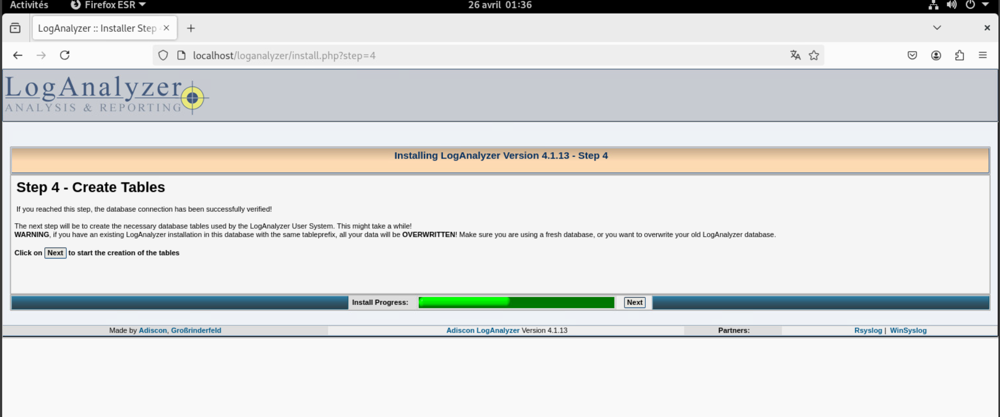 Activités Firefox ESR 26 avril 01:36
LogAnalyzer :: Installer Step
localhost/loganalyzer/install.php?step=4
LogAnalyzer
ANALYSIS & REPORTING
Installing LogAnalyzer Version 4.1.13 - Step 4
Step 4 - Create Tables
If you reached this step, the database connection has been successfully verified!
The next step will be to create the necessary database tables used by the LogAnalyzer User System. This might take a while!
WARNING, if you have an existing LogAnalyzer installation in this database with the same tableprefix, all your data will be OVERWRITTEN! Make sure you are using a fresh database, or you want to overwrite your old LogAnalyzer database.
Click on Next to start the creation of the tables
Install Progress: Next
Made by Adiscon, Großrinderfeld Adiscon LogAnalyzer Version 4.1.13 Partners: Rsyslog | WinSyslog